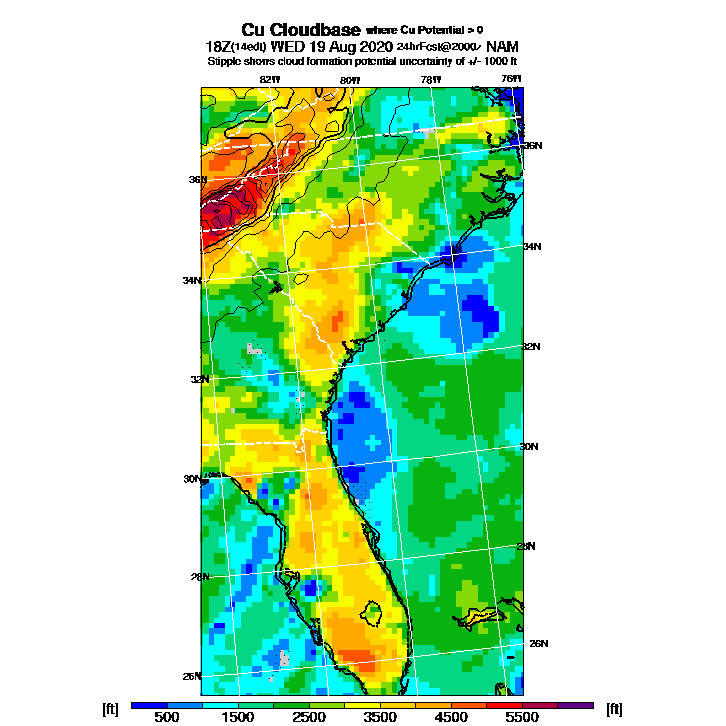 Cu Cloudbase where Cu Potential > 0
18Z(14edt) WED 19 Aug 2020 24hrFcst@2000z NAM
Stipple shows cloud formation potential uncertainty of +/- 1000 ft
82W 80W 78W 76W
36N
36N
34N
34N
32N
32N
30N
30N
28N
28N
26N
26N
[ft] [ft]
500 1500 2500 3500 4500 5500